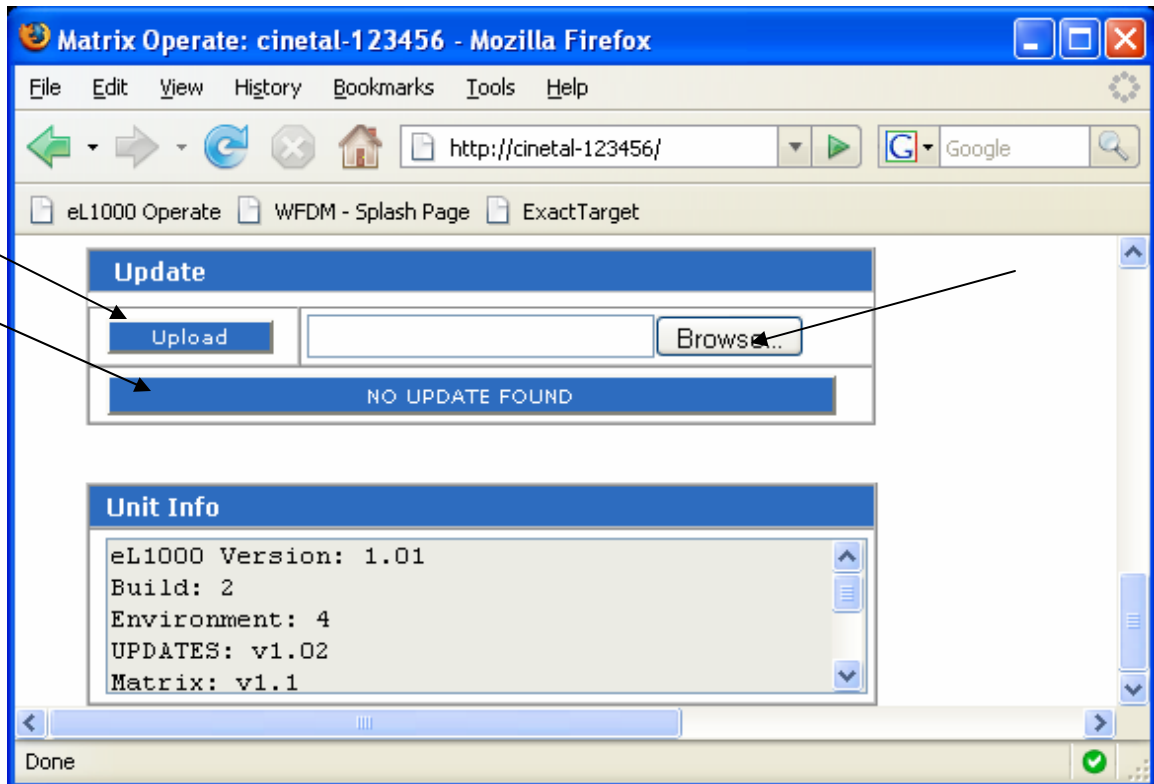 Matrix Operate: cinetal-123456 - Mozilla Firefox
File Edit View History Bookmarks Tools Help
http://cinetal-123456/ G Google
eL1000 Operate WFDM - Splash Page ExactTarget
Update
Upload Browse...
NO UPDATE FOUND
Unit Info
eL1000 Version: 1.01
Build: 2
Environment: 4
UPDATES: v1.02
Matrix: v1.1
Done